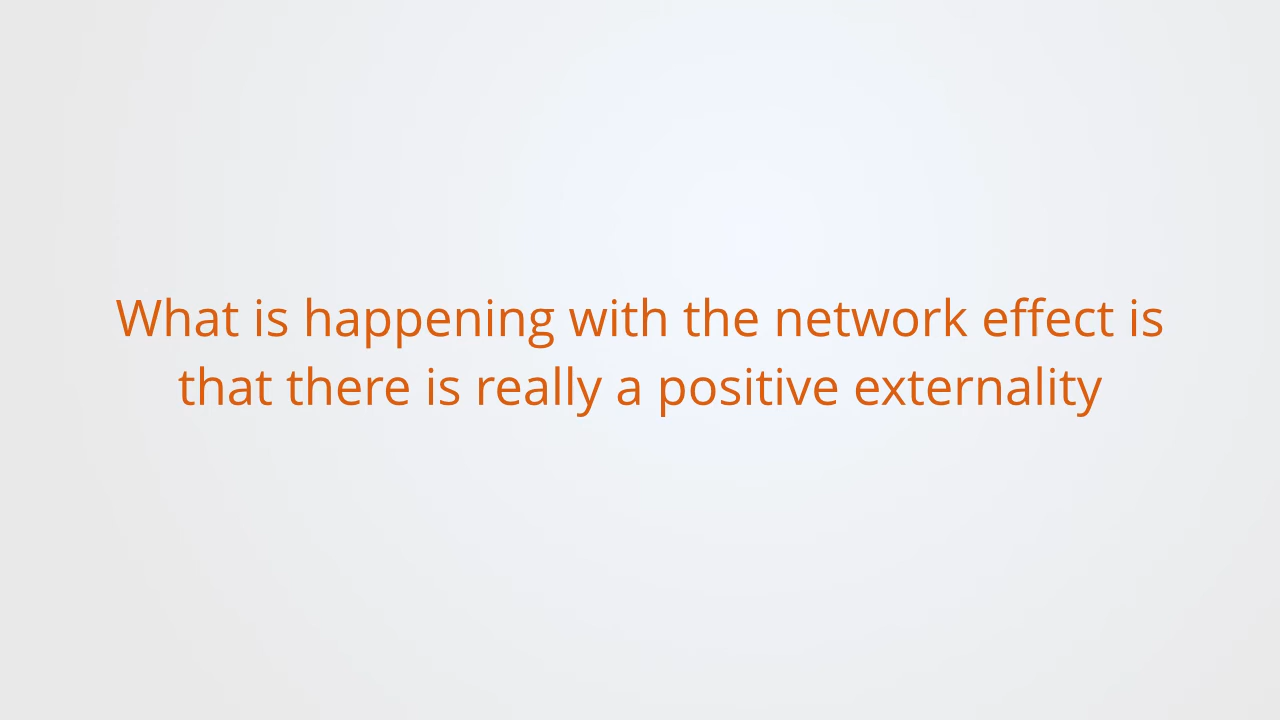 What is happening with the network effect is
that there is really a positive externality